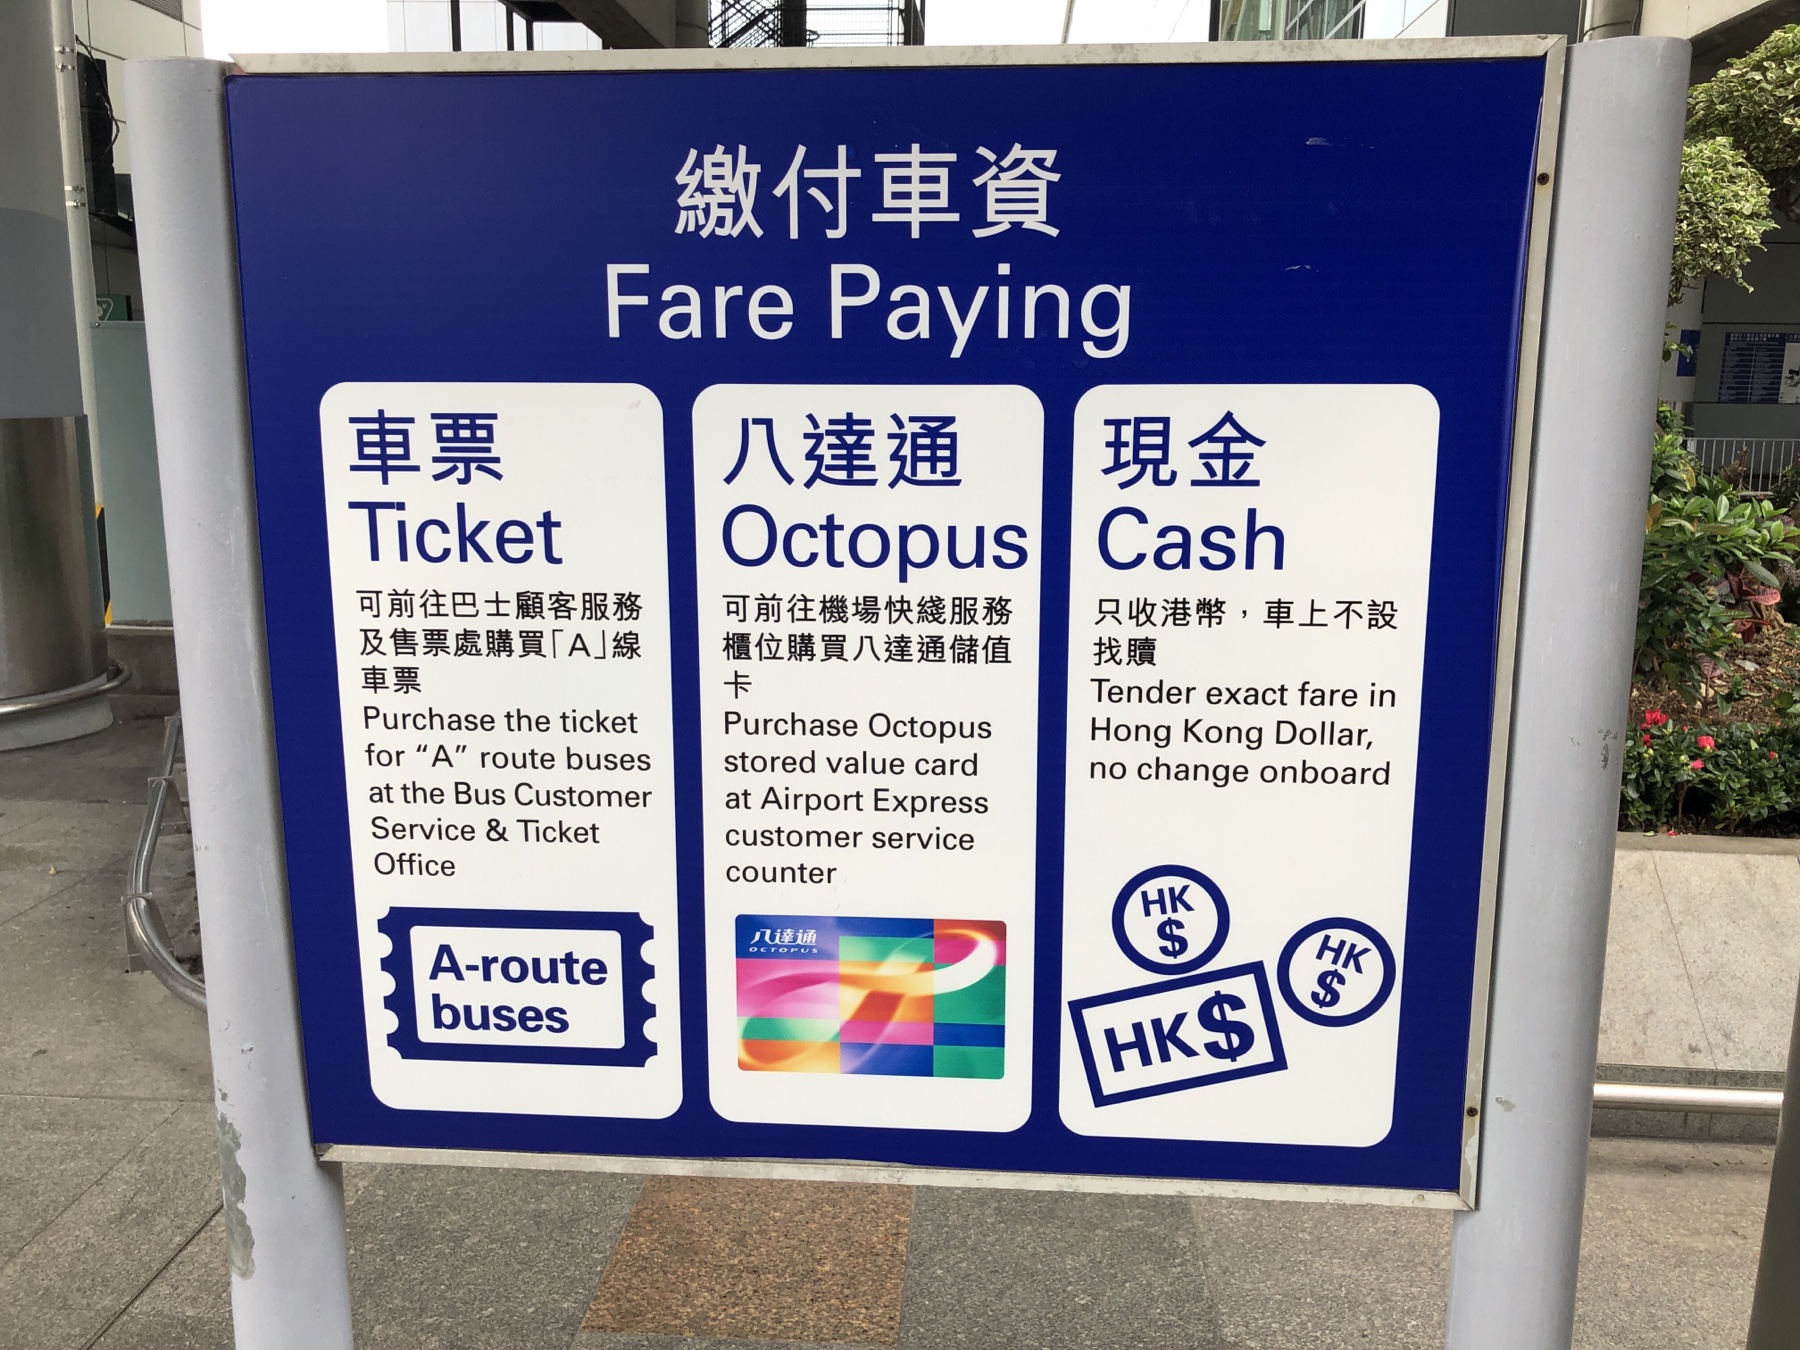 繳付車資
Fare Paying
車票
Ticket
可前往巴士顧客服務
及售票處購買「A」線
車票
Purchase the ticket
for “A” route buses
at the Bus Customer
Service & Ticket
Office
A-route
buses
八達通
Octopus
可前往機場快綫服務
櫃位購買八達通儲值
卡
Purchase Octopus
stored value card
at Airport Express
customer service
counter
八達通
OCTOPUS
現金
Cash
只收港幣，車上不設
找贖
Tender exact fare in
Hong Kong Dollar,
no change onboard
HK
$
HK
$
HK$